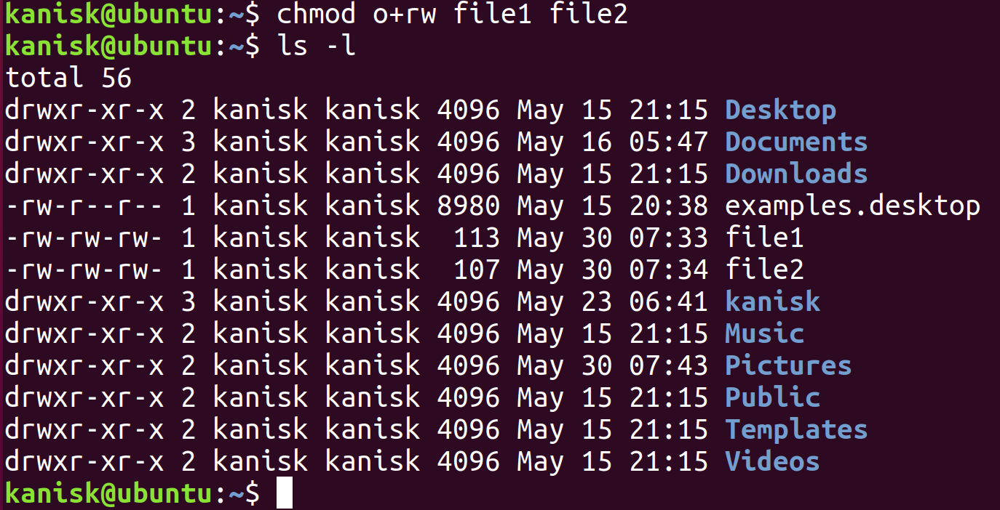 kanisk@ubuntu:~$ chmod o+rw file1 file2
kanisk@ubuntu:~$ ls -l
total 56
drwxr-xr-x 2 kanisk kanisk 4096 May 15 21:15 Desktop
drwxr-xr-x 3 kanisk kanisk 4096 May 16 05:47 Documents
drwxr-xr-x 2 kanisk kanisk 4096 May 15 21:15 Downloads
-rw-r--r-- 1 kanisk kanisk 8980 May 15 20:38 examples.desktop
-rw-rw-rw- 1 kanisk kanisk  113 May 30 07:33 file1
-rw-rw-rw- 1 kanisk kanisk  107 May 30 07:34 file2
drwxr-xr-x 3 kanisk kanisk 4096 May 23 06:41 kanisk
drwxr-xr-x 2 kanisk kanisk 4096 May 15 21:15 Music
drwxr-xr-x 2 kanisk kanisk 4096 May 30 07:43 Pictures
drwxr-xr-x 2 kanisk kanisk 4096 May 15 21:15 Public
drwxr-xr-x 2 kanisk kanisk 4096 May 15 21:15 Templates
drwxr-xr-x 2 kanisk kanisk 4096 May 15 21:15 Videos
kanisk@ubuntu:~$